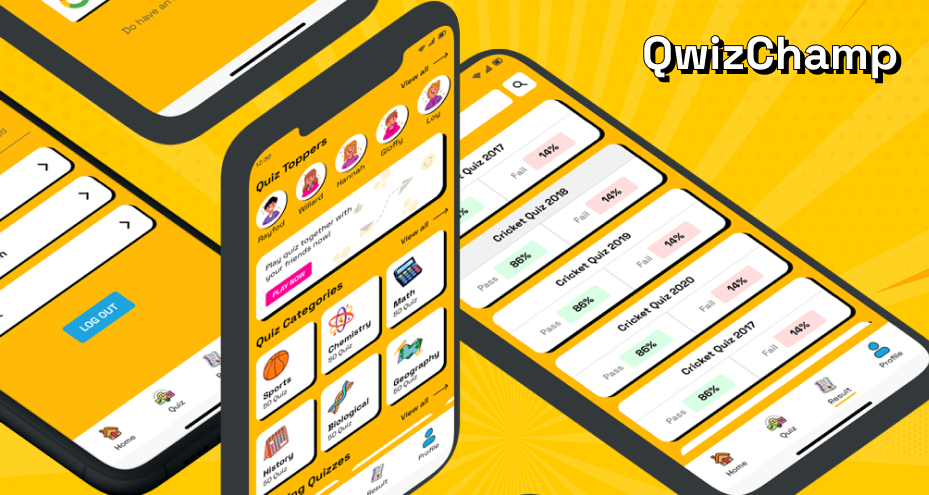 QwizChamp
Do have an
LOG OUT
Home
Quiz
12:30
Quiz Toppers
View all
Rayfod
Willard
Hannah
Gloffy
Loy
Play quiz together with
your friends now!
PLAY NOW
Quiz Categories
View all
Sports
50 Quiz
Chemistry
50 Quiz
Math
50 Quiz
History
50 Quiz
Biological
50 Quiz
Geography
50 Quiz
View all
Quizzes
Result
Profile
Quiz 2017
Fail
14%
Cricket Quiz 2018
Pass
86%
Fail
14%
Cricket Quiz 2019
Pass
86%
Fail
14%
Cricket Quiz 2020
Pass
86%
Fail
14%
Cricket Quiz 2017
Pass
86%
Fail
14%
Home
Quiz
Result
Profile